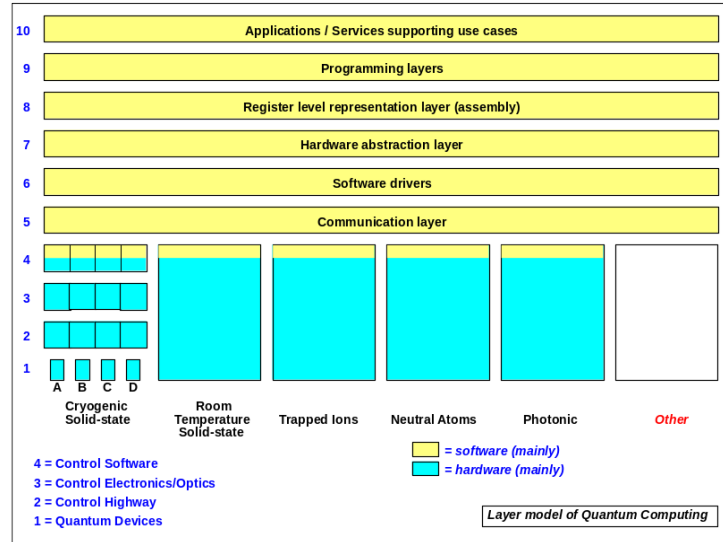 10 Applications / Services supporting use cases
9 Programming layers
8 Register level representation layer (assembly)
7 Hardware abstraction layer
6 Software drivers
5 Communication layer
4
3
2
1
A B C D
Cryogenic
Solid-state
Room
Temperature
Solid-state
Trapped Ions
Neutral Atoms
Photonic
Other
= software (mainly)
= hardware (mainly)
4 = Control Software
3 = Control Electronics/Optics
2 = Control Highway
1 = Quantum Devices
Layer model of Quantum Computing